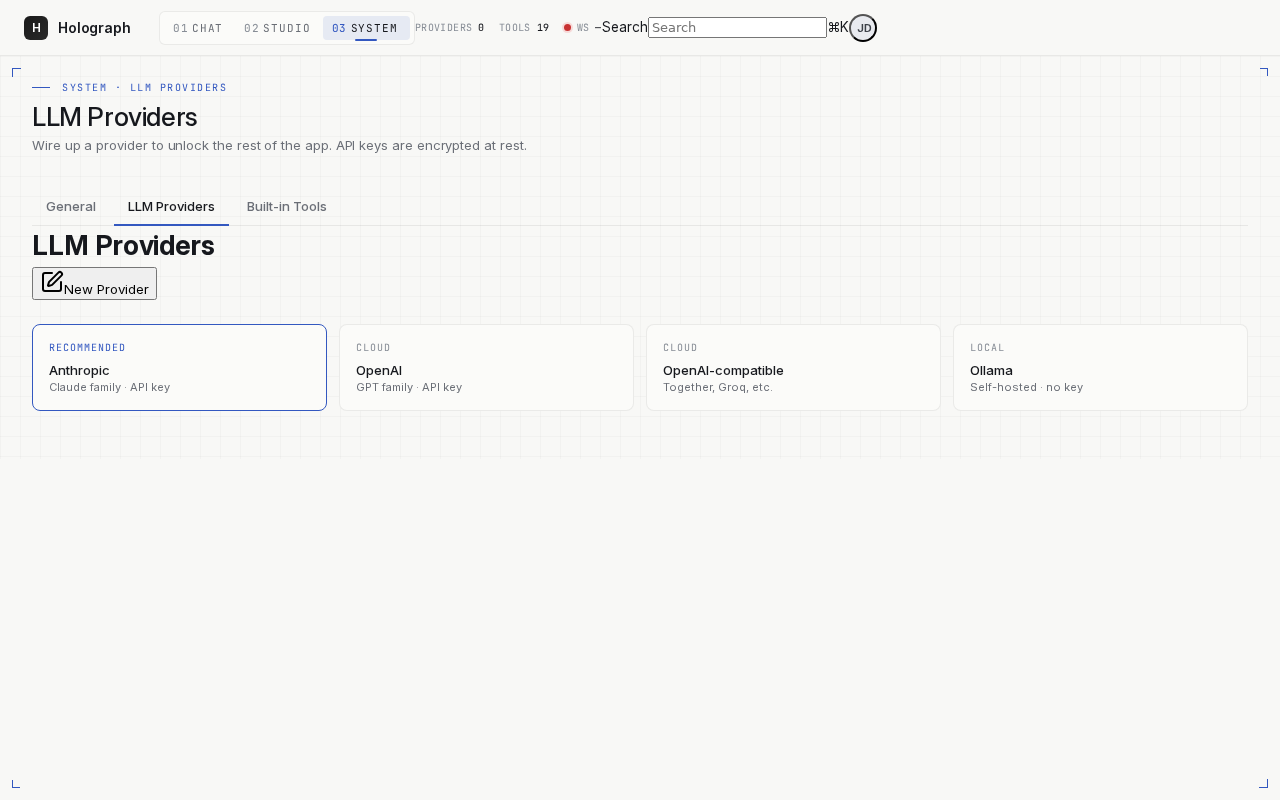 H Holograph 01 CHAT 02 STUDIO 03 SYSTEM PROVIDERS 0 TOOLS 19 WS – Search Search ⌘K JD
SYSTEM · LLM PROVIDERS
LLM Providers
Wire up a provider to unlock the rest of the app. API keys are encrypted at rest.
General LLM Providers Built-in Tools
LLM Providers
New Provider
RECOMMENDED
Anthropic
Claude family · API key
CLOUD
OpenAI
GPT family · API key
CLOUD
OpenAI-compatible
Together, Groq, etc.
LOCAL
Ollama
Self-hosted · no key